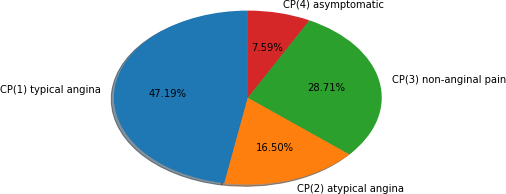 CP(4) asymptomatic
7.59%
CP(3) non-anginal pain
28.71%
CP(1) typical angina
47.19%
16.50%
CP(2) atypical angina